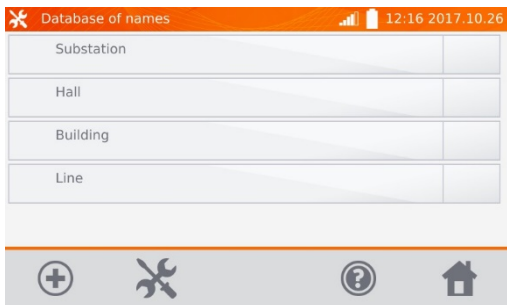 Database of names 12:16 2017.10.26
Substation
Hall
Building
Line